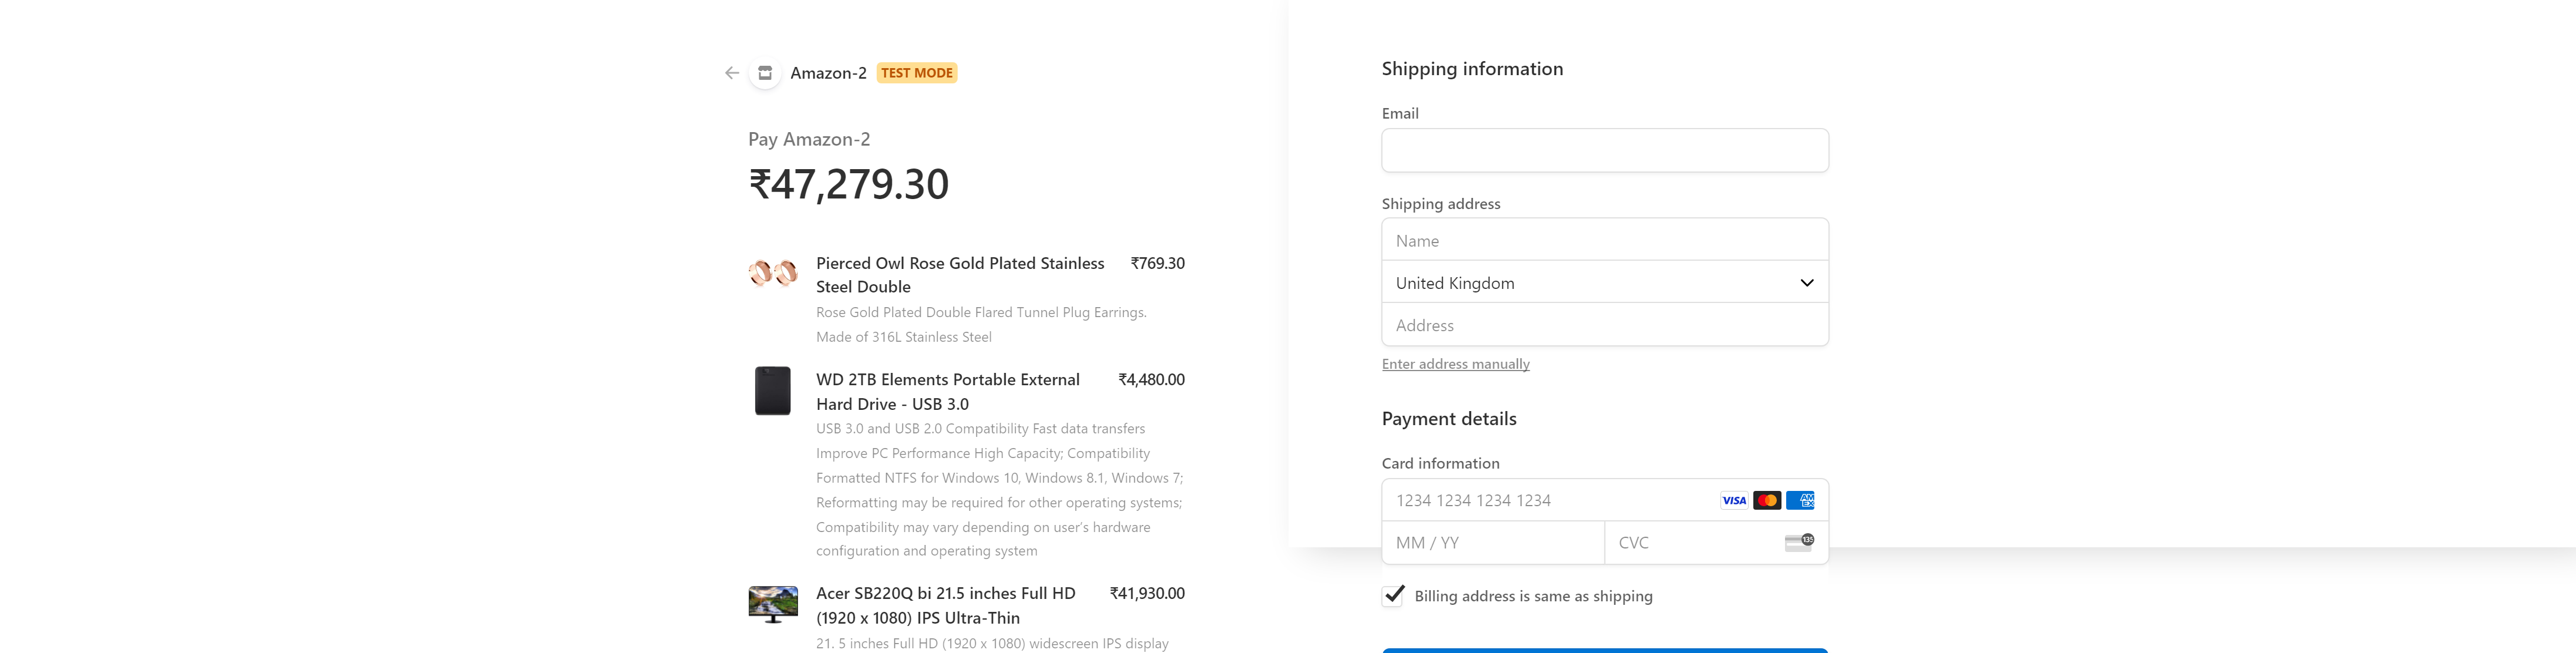 Amazon-2 TEST MODE
Pay Amazon-2
₹47,279.30
Pierced Owl Rose Gold Plated Stainless ₹769.30
Steel Double
Rose Gold Plated Double Flared Tunnel Plug Earrings.
Made of 316L Stainless Steel
WD 2TB Elements Portable External ₹4,480.00
Hard Drive - USB 3.0
USB 3.0 and USB 2.0 Compatibility Fast data transfers
Improve PC Performance High Capacity; Compatibility
Formatted NTFS for Windows 10, Windows 8.1, Windows 7;
Reformatting may be required for other operating systems;
Compatibility may vary depending on user’s hardware
configuration and operating system
Acer SB220Q bi 21.5 inches Full HD ₹41,930.00
(1920 x 1080) IPS Ultra-Thin
21. 5 inches Full HD (1920 x 1080) widescreen IPS display
Shipping information
Email
Shipping address
Name
United Kingdom
Address
Enter address manually
Payment details
Card information
1234 1234 1234 1234 VISA AM EX
MM / YY CVC 135
Billing address is same as shipping